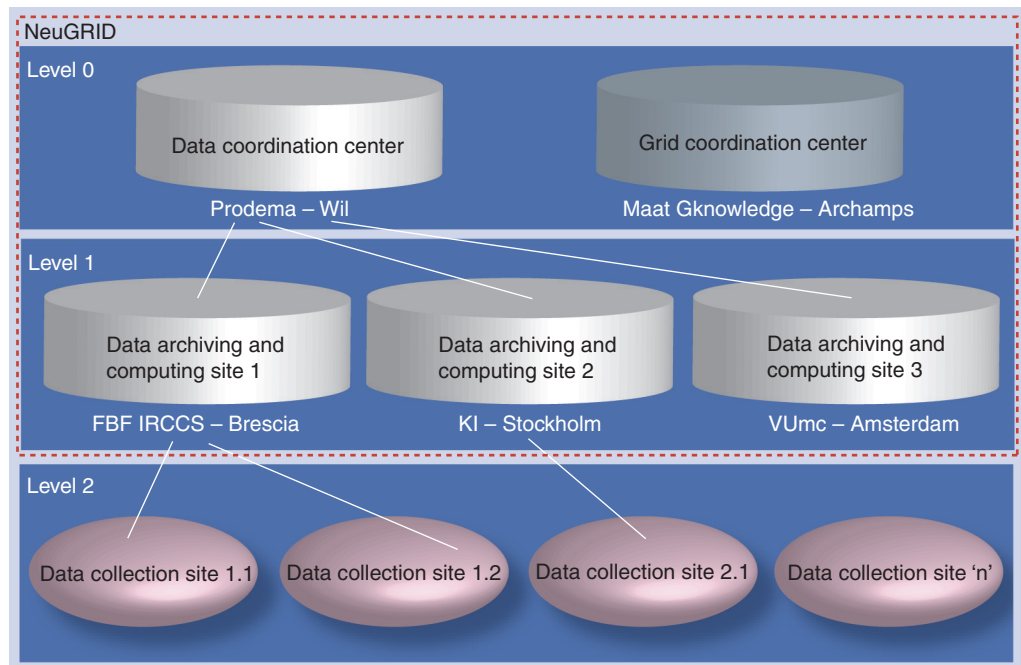 NeuGRID
Level 0
Data coordination center
Grid coordination center
Prodema – Wil
Maat Gknowledge – Archamps
Level 1
Data archiving and
computing site 1
Data archiving and
computing site 2
Data archiving and
computing site 3
FBF IRCCS – Brescia
KI – Stockholm
VUmc – Amsterdam
Level 2
Data collection site 1.1
Data collection site 1.2
Data collection site 2.1
Data collection site ‘n’